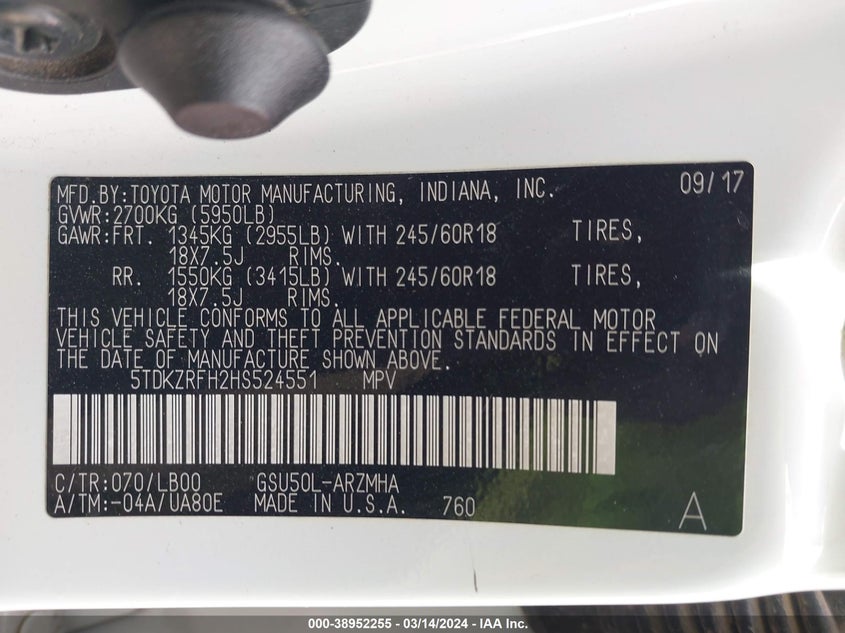 MFD.BY:TOYOTA MOTOR MANUFACTURING, INDIANA, INC. 09/17
GVWR:2700KG (5950LB)
GAWR:FRT. 1345KG (2955LB) WITH 245/60R18 TIRES,
18X7.5J RIMS.
RR. 1550KG (3415LB) WITH 245/60R18 TIRES,
18X7.5J RIMS.
THIS VEHICLE CONFORMS TO ALL APPLICABLE FEDERAL MOTOR
VEHICLE SAFETY AND THEFT PREVENTION STANDARDS IN EFFECT ON
THE DATE OF MANUFACTURE SHOWN ABOVE.
5TDKZRFH2HS524551 MPV
C/TR:070/LB00 GSU50L-ARZMHA
A/TM:-04A/UA80E MADE IN U.S.A. 760 A
000-38952255 - 03/14/2024 - IAA Inc.